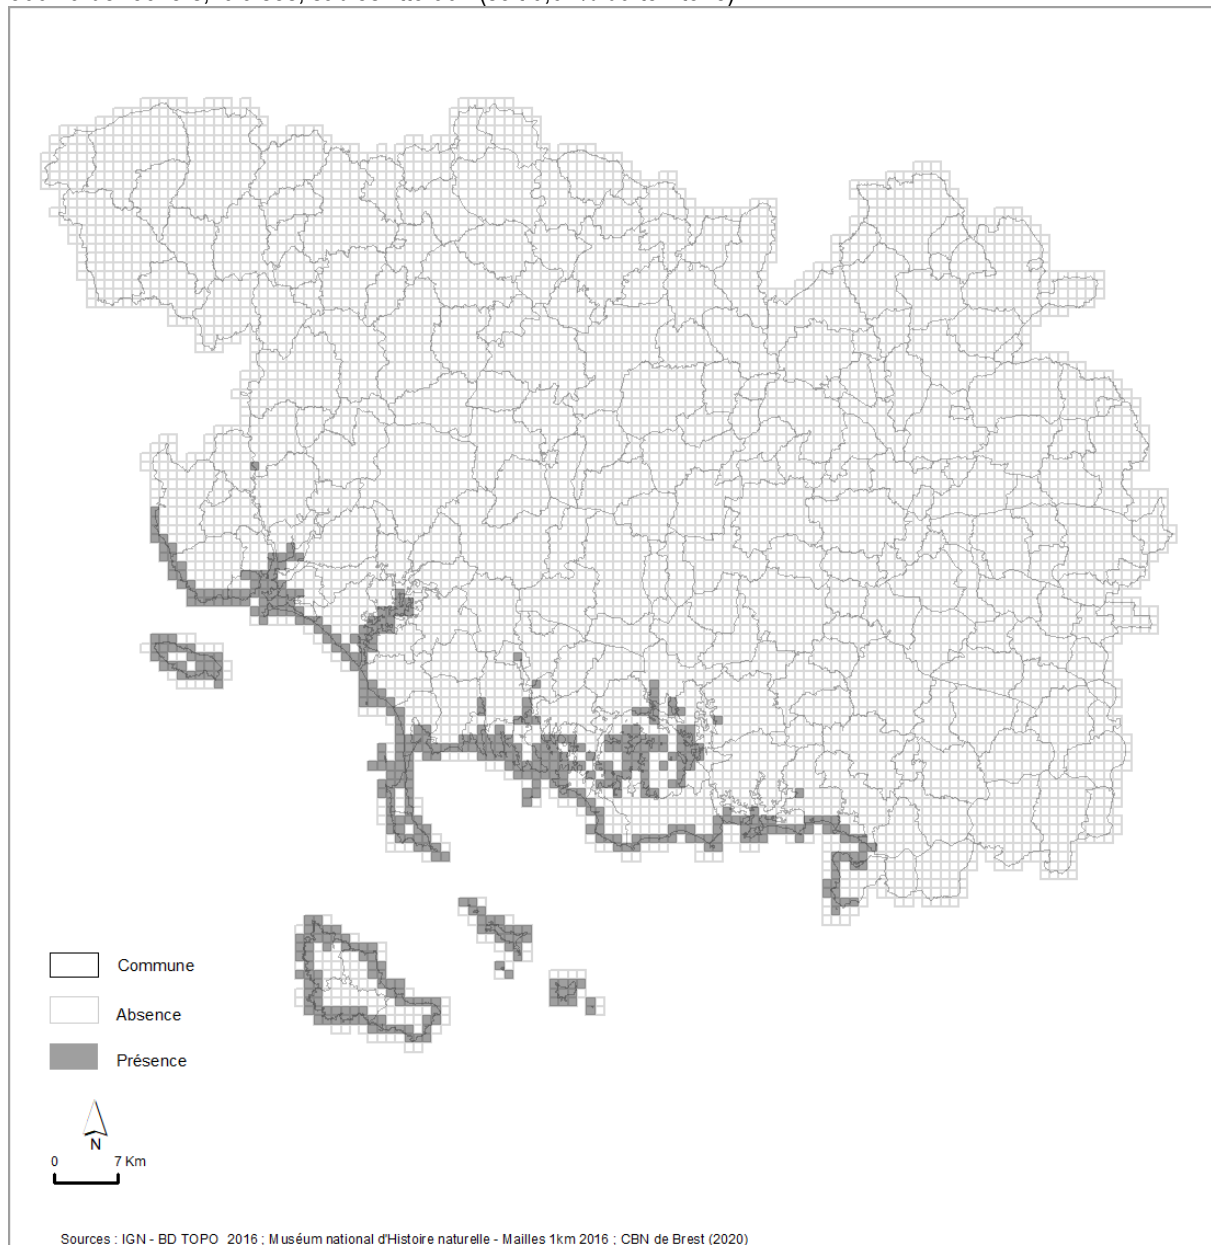 Commune
Absence
Présence
N
0 7 Km
Sources : IGN - BD TOPO 2016 ; Muséum national d'Histoire naturelle - Mailles 1km 2016 ; CBN de Brest (2020)